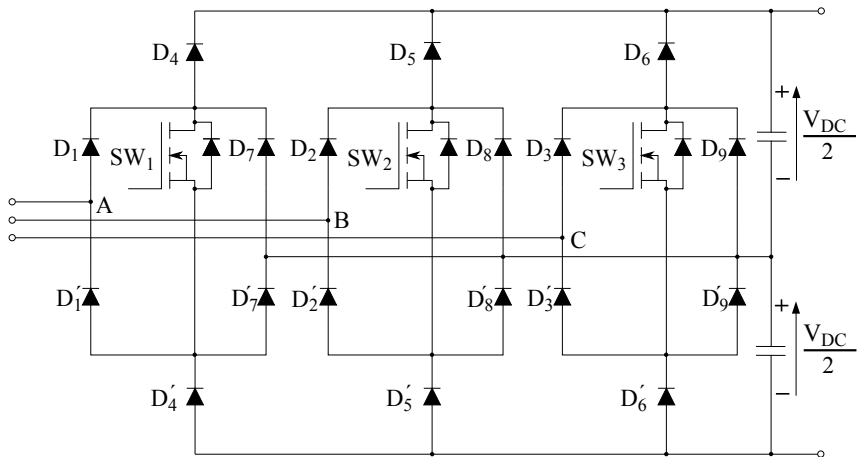 D4 D5 D6
D1 SW1 D7 D2 SW2 D8 D3 SW3 D9
+ VDC/2 −
A
B
C
D′1 D′7 D′2 D′8 D′3 D′9
+ VDC/2 −
D′4 D′5 D′6